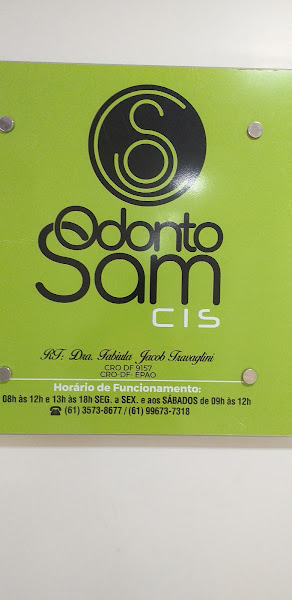 Odonto
Sam
CIS
RT: Dra. Fabíula Jacob Travaglini
CRO DF 9157
CRO-DF: EPAO
Horário de Funcionamento:
08h às 12h e 13h às 18h SEG. a SEX. e aos SÁBADOS de 09h às 12h
(61) 3573-8677 / (61) 99673-7318